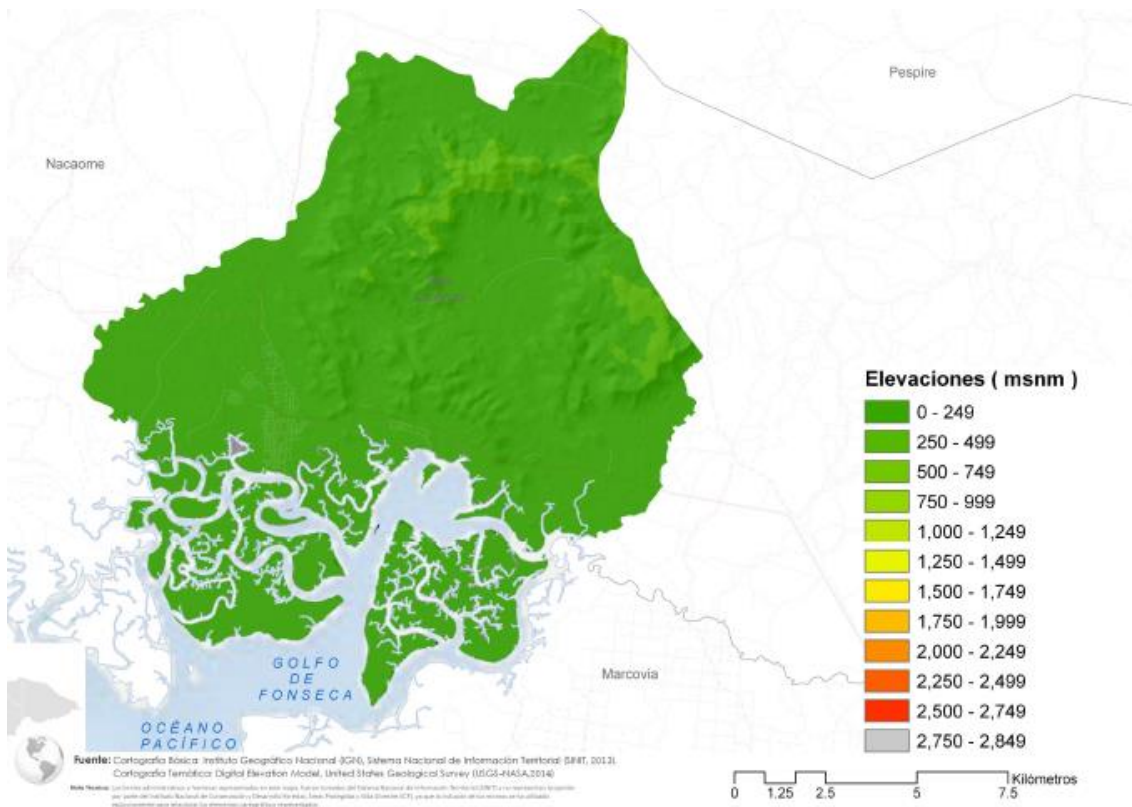 Pespire
Nacaome
Elevaciones ( msnm )
0 - 249
250 - 499
500 - 749
750 - 999
1,000 - 1,249
1,250 - 1,499
1,500 - 1,749
1,750 - 1,999
2,000 - 2,249
2,250 - 2,499
2,500 - 2,749
2,750 - 2,849
GOLFO
DE
FONSECA
Marcovia
OCÉANO
PACÍFICO
Fuente: Cartografía Básica: Instituto Geográfico Nacional (IGN), Sistema Nacional de Información Territorial (SINIT, 2013).
Cartografía Temática: Digital Elevation Model, United States Geological Survey (USGS-NASA,2014)
Kilómetros
0 1.25 2.5 5 7.5
Nota Técnica: